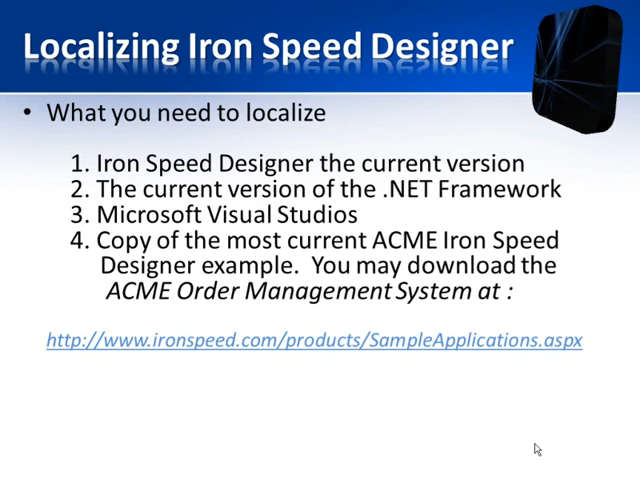 Localizing Iron Speed Designer
• What you need to localize
1. Iron Speed Designer the current version
2. The current version of the .NET Framework
3. Microsoft Visual Studios
4. Copy of the most current ACME Iron Speed
Designer example.  You may download the
ACME Order Management System at :
http://www.ironspeed.com/products/SampleApplications.aspx